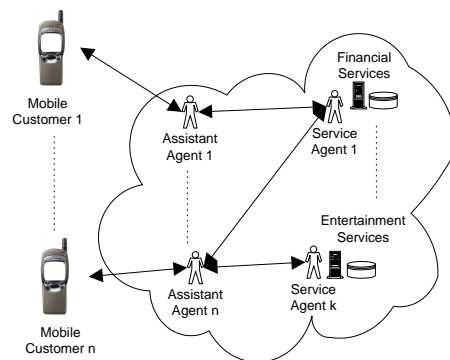 Financial
Services
Mobile
Customer 1
Assistant
Agent 1
Service
Agent 1
Entertainment
Services
Mobile
Customer n
Assistant
Agent n
Service
Agent k